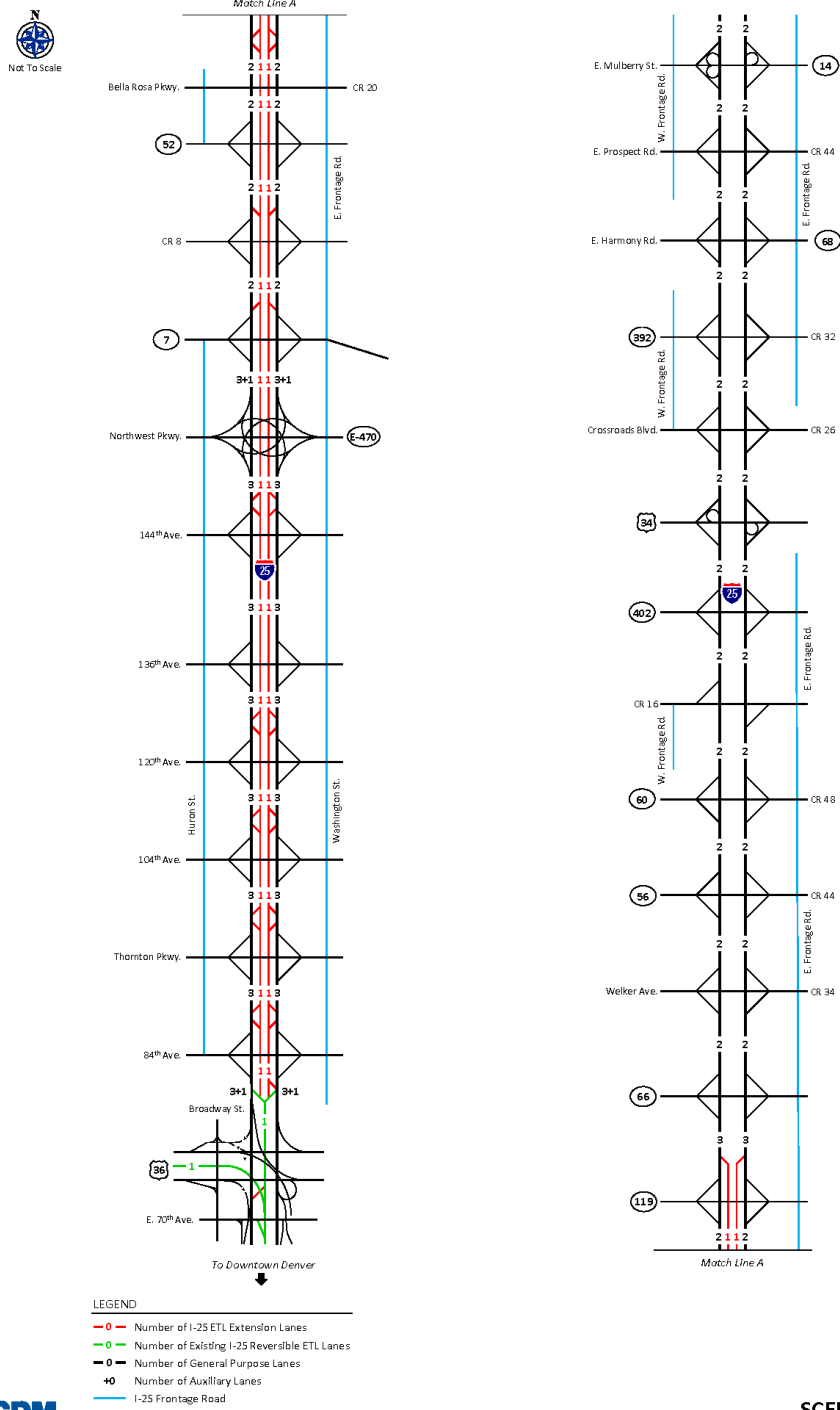 Match Line A
N
Not To Scale
2 1 1 2
Bella Rosa Pkwy.
CR 20
52
E. Frontage Rd.
2 1 1 2
CR 8
2 1 1 2
7
3+1 1 1 3+1
Northwest Pkwy.
E-470
3 1 1 3
144th Ave.
25
3 1 1 3
136th Ave.
3 1 1 3
120th Ave.
Huron St.
Washington St.
3 1 1 3
104th Ave.
3 1 1 3
Thornton Pkwy.
3 1 1 3
84th Ave.
1 1
3+1 3+1
Broadway St.
1
36
1
E. 70th Ave.
To Downtown Denver
2 2
E. Mulberry St.
14
W. Frontage Rd.
2 2
E. Prospect Rd.
CR 44
E. Frontage Rd.
2 2
E. Harmony Rd.
68
2 2
392
CR 32
W. Frontage Rd.
2 2
Crossroads Blvd.
CR 26
2 2
34
2 2
25
402
E. Frontage Rd.
2 2
CR 16
W. Frontage Rd.
2 2
60
CR 48
2 2
56
CR 44
E. Frontage Rd.
2 2
Welker Ave.
CR 34
2 2
66
3 3
119
2 1 1 2
Match Line A
LEGEND
0 Number of I-25 ETL Extension Lanes
0 Number of Existing I-25 Reversible ETL Lanes
0 Number of General Purpose Lanes
+0 Number of Auxiliary Lanes
I-25 Frontage Road